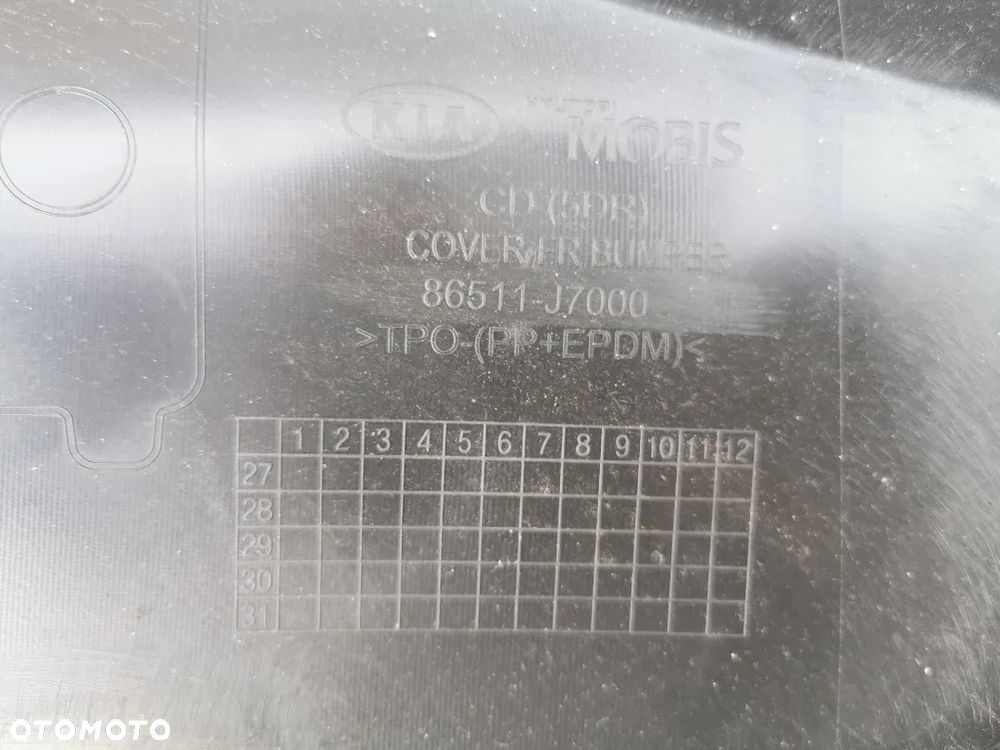 KIA HYUNDAI MOBIS
CD (5DR)
COVER,FR BUMPER
86511-J7000
>TPO-(PP+EPDM)<
1 2 3 4 5 6 7 8 9 10 11 12
27
28
29
30
31
OTOMOTO